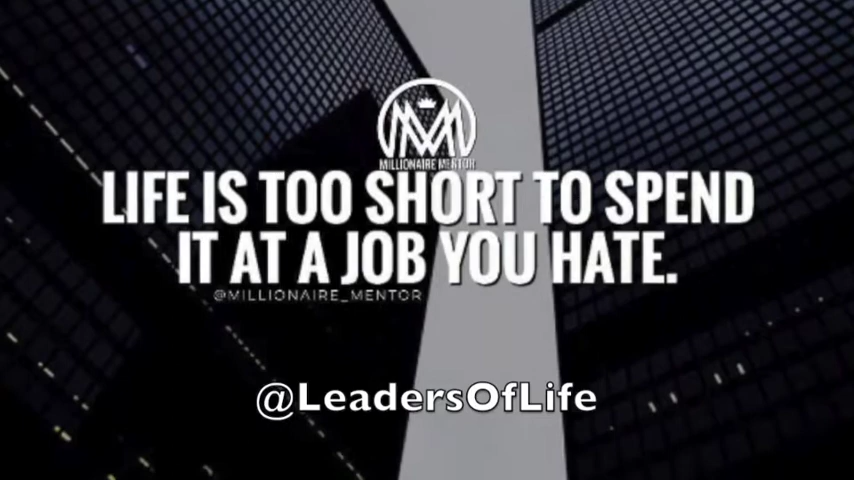 MILLIONAIRE MENTOR
LIFE IS TOO SHORT TO SPEND
IT AT A JOB YOU HATE.
@MILLIONAIRE_MENTOR
@LeadersOfLife